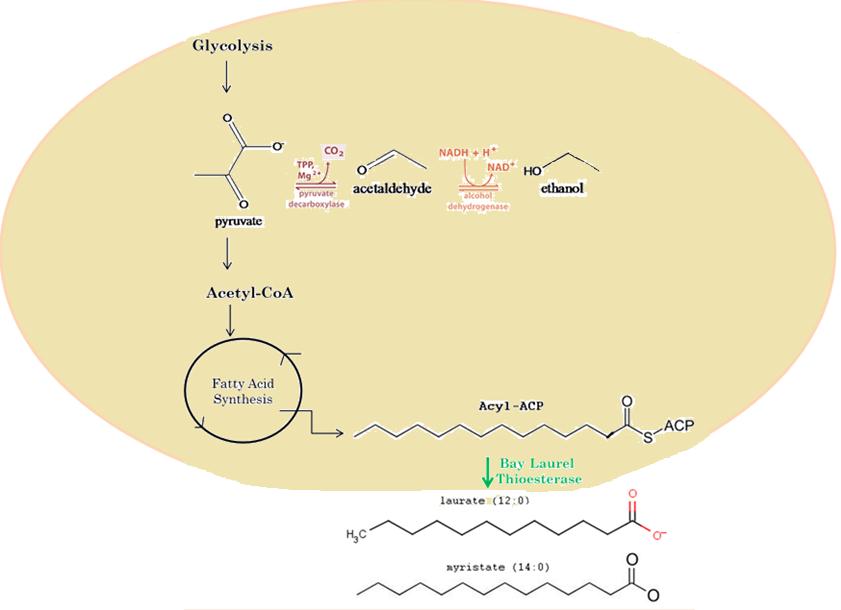 Glycolysis
O
O-
O
pyruvate
TPP,
Mg2+
CO2
pyruvate
decarboxylase
O
acetaldehyde
NADH + H+
NAD+
alcohol
dehydrogenase
HO
ethanol
Acetyl-CoA
Fatty Acid
Synthesis
Acyl-ACP
O
S
ACP
Bay Laurel
Thioesterase
laurate (12:0)
H3C
O
O-
myristate (14:0)
O
O